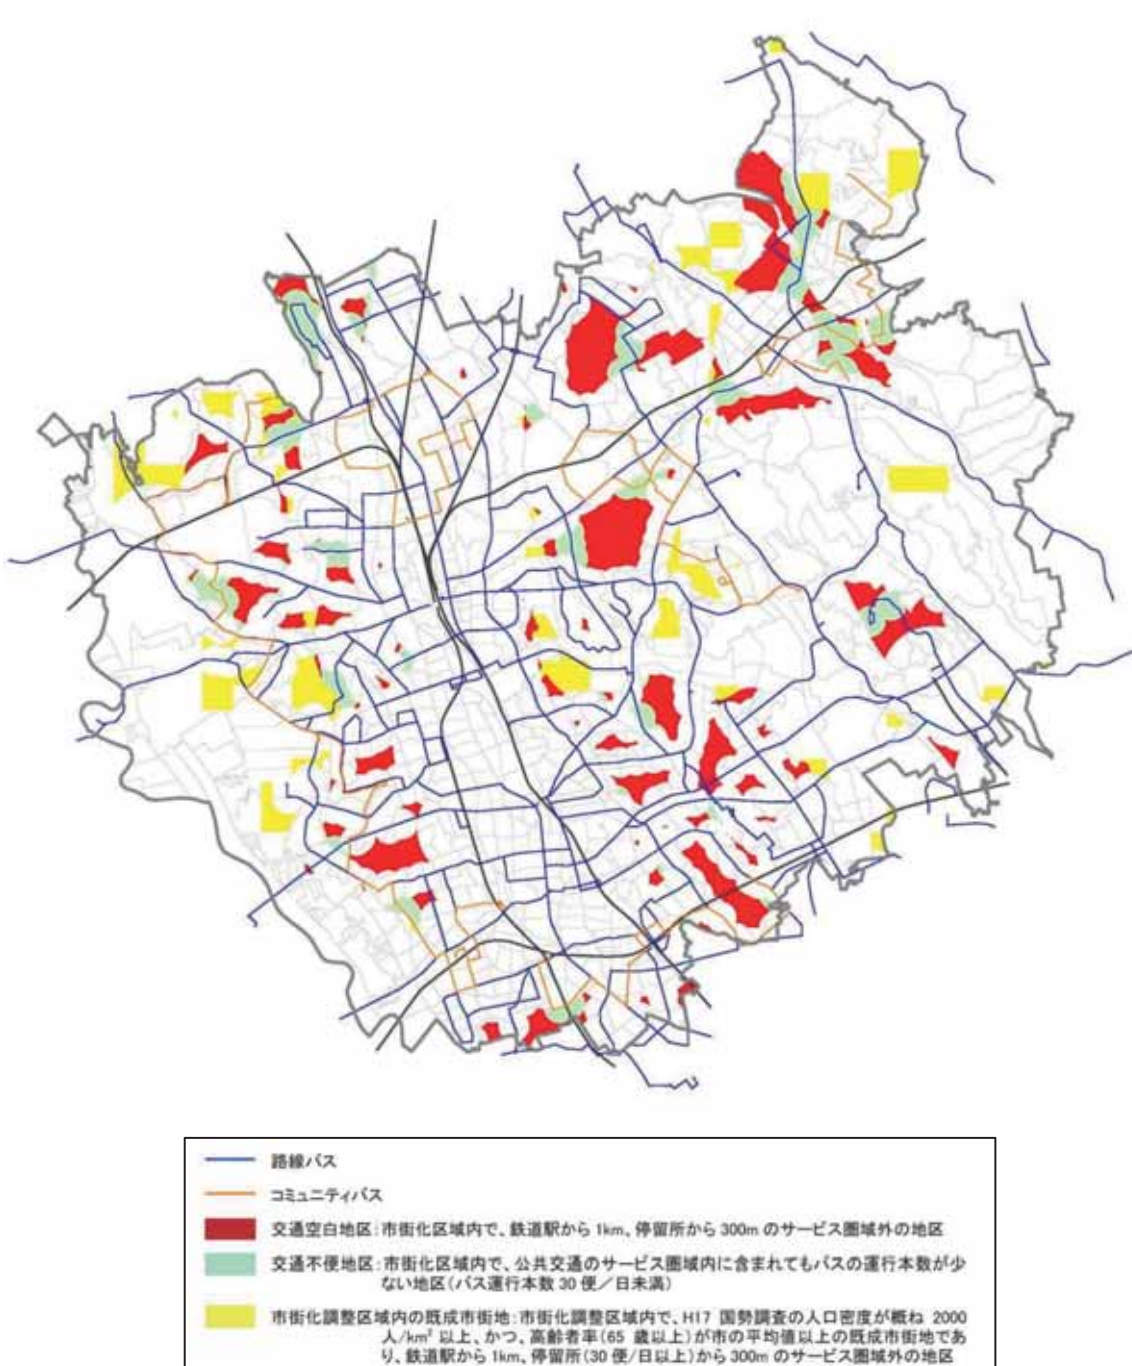 路線バス
コミュニティバス
交通空白地区：市街化区域内で、鉄道駅から 1km、停留所から 300m のサービス圏域外の地区
交通不便地区：市街化区域内で、公共交通のサービス圏域内に含まれてもバスの運行本数が少
ない地区（バス運行本数 30 便／日未満）
市街化調整区域内の既成市街地：市街化調整区域内で、H17 国勢調査の人口密度が概ね 2000
人/km² 以上、かつ、高齢者率（65 歳以上）が市の平均値以上の既成市街地であ
り、鉄道駅から 1km、停留所（30 便/日以上）から 300m のサービス圏域外の地区